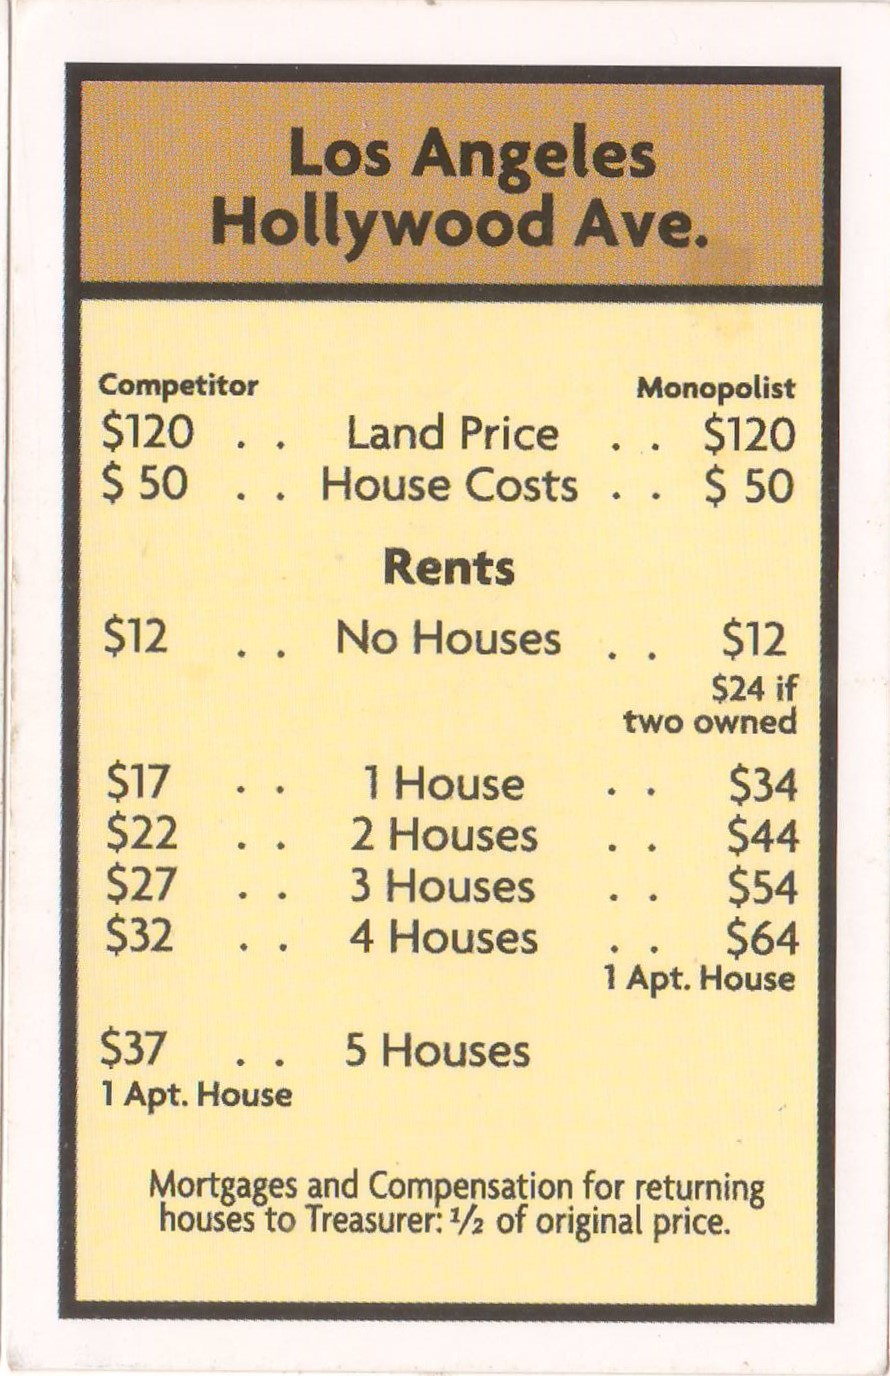 Los Angeles
Hollywood Ave.
Competitor Monopolist
$120 . . Land Price . . $120
$ 50 . . House Costs . . $ 50
Rents
$12 . . No Houses . . $12
$24 if
two owned
$17 . . 1 House . . $34
$22 . . 2 Houses . . $44
$27 . . 3 Houses . . $54
$32 . . 4 Houses . . $64
1 Apt. House
$37 . . 5 Houses
1 Apt. House
Mortgages and Compensation for returning
houses to Treasurer: ½ of original price.